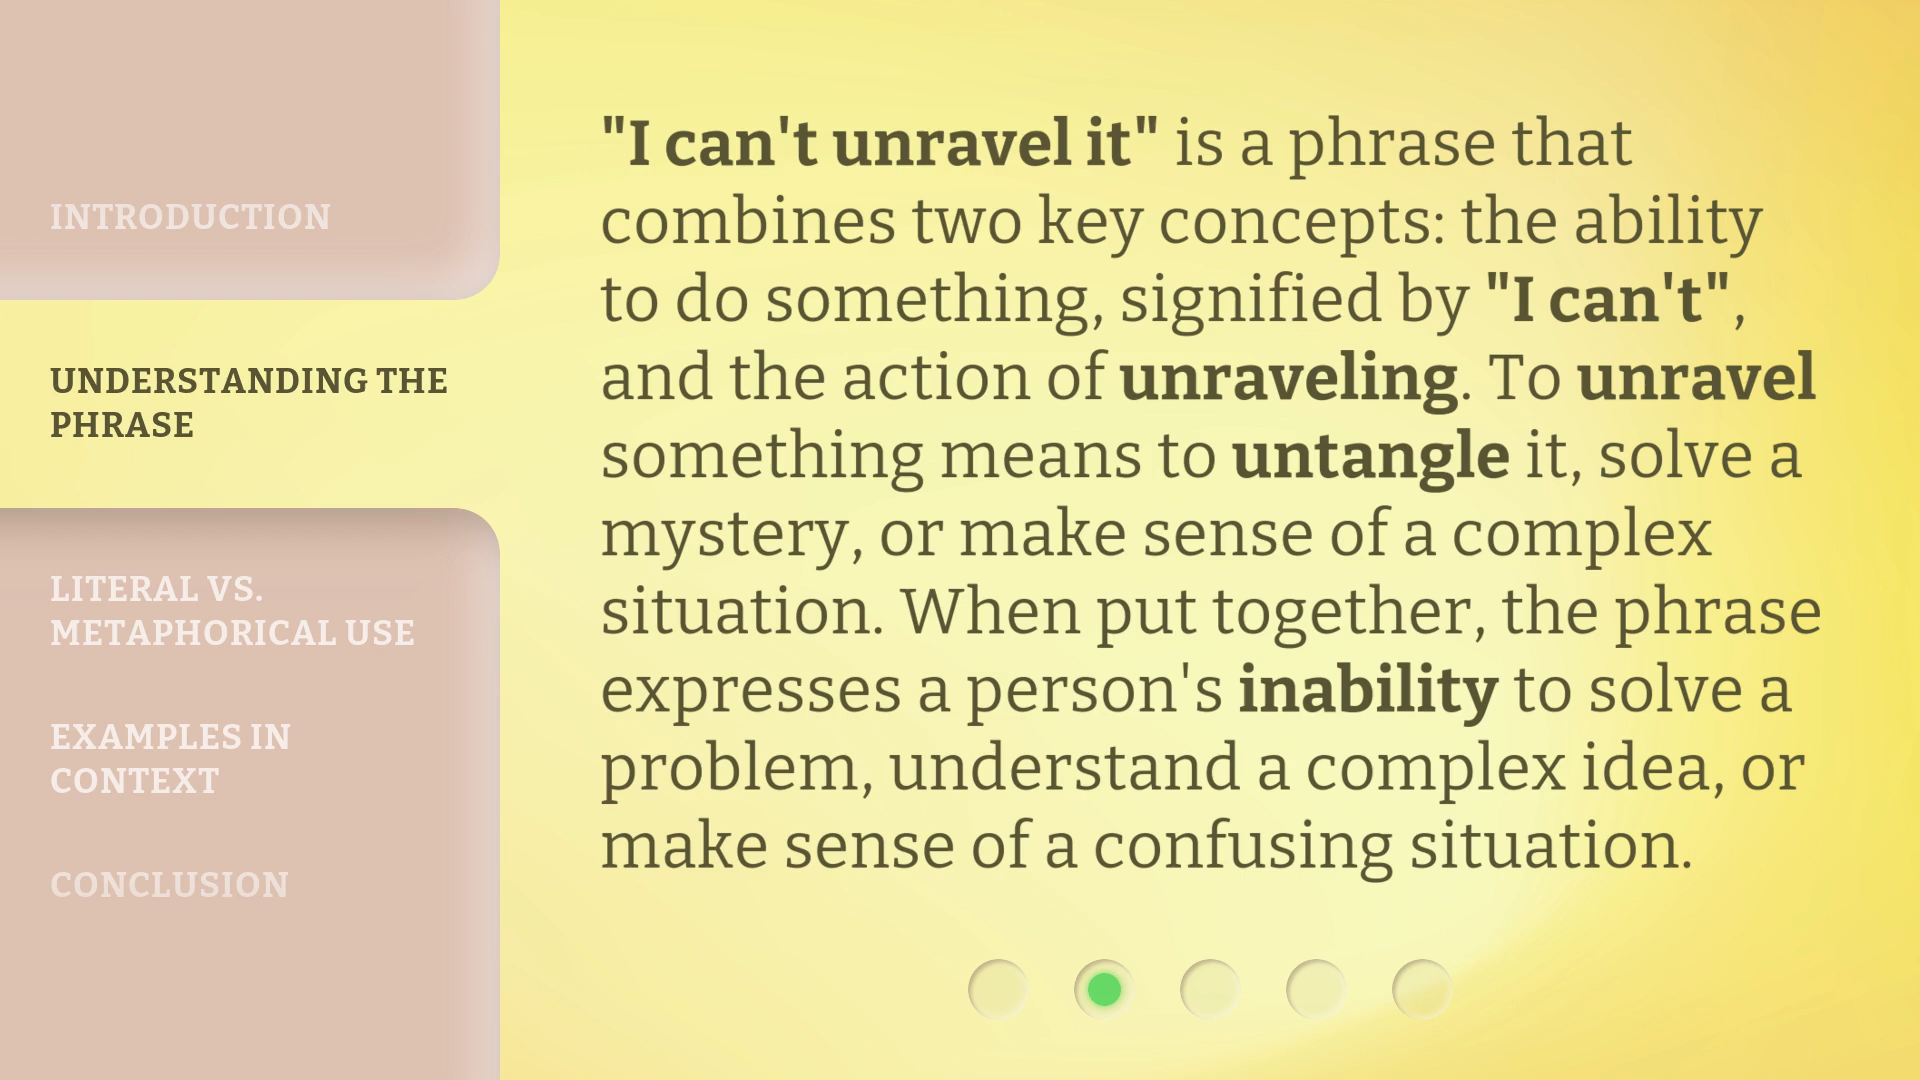 INTRODUCTION
UNDERSTANDING THE
PHRASE
LITERAL VS.
METAPHORICAL USE
EXAMPLES IN
CONTEXT
CONCLUSION
"I can't unravel it" is a phrase that
combines two key concepts: the ability
to do something, signified by "I can't",
and the action of unraveling. To unravel
something means to untangle it, solve a
mystery, or make sense of a complex
situation. When put together, the phrase
expresses a person's inability to solve a
problem, understand a complex idea, or
make sense of a confusing situation.